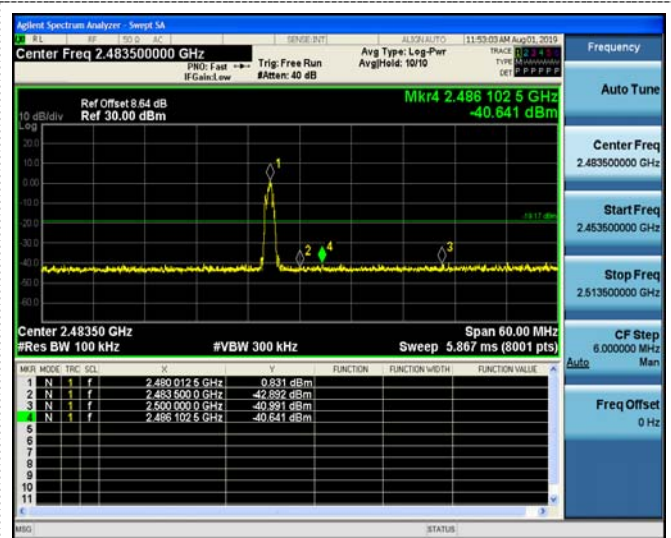 Agilent Spectrum Analyzer - Swept SA
RL RF 50 Ω AC SENSE:INT ALIGN AUTO 11:53:03 AM Aug 01, 2019
Center Freq 2.483500000 GHz
PNO: Fast
IFGain:Low
Trig: Free Run
#Atten: 40 dB
Avg Type: Log-Pwr
Avg|Hold: 10/10
TRACE 1 2 3 4 5 6
TYPE M
DET P P P P P P
Frequency
Auto Tune
Center Freq
2.483500000 GHz
Start Freq
2.453500000 GHz
Stop Freq
2.513500000 GHz
CF Step
6.000000 MHz
Auto Man
Freq Offset
0 Hz
Mkr4 2.486 102 5 GHz
-40.641 dBm
Ref Offset 8.64 dB
10 dB/div Ref 30.00 dBm
Log
20.0
10.0
0.00
-10.0
-20.0
-30.0
-40.0
-50.0
-60.0
1
2
4
3
-19.17 dBm
Center 2.48350 GHz Span 60.00 MHz
#Res BW 100 kHz #VBW 300 kHz Sweep 5.867 ms (8001 pts)
MKR MODE TRC SCL X Y FUNCTION FUNCTION WIDTH FUNCTION VALUE
1 N 1 f 2.480 012 5 GHz 0.831 dBm
2 N 1 f 2.483 500 0 GHz -42.892 dBm
3 N 1 f 2.500 000 0 GHz -40.991 dBm
4 N 1 f 2.486 102 5 GHz -40.641 dBm
5
6
7
8
9
10
11
MSG STATUS